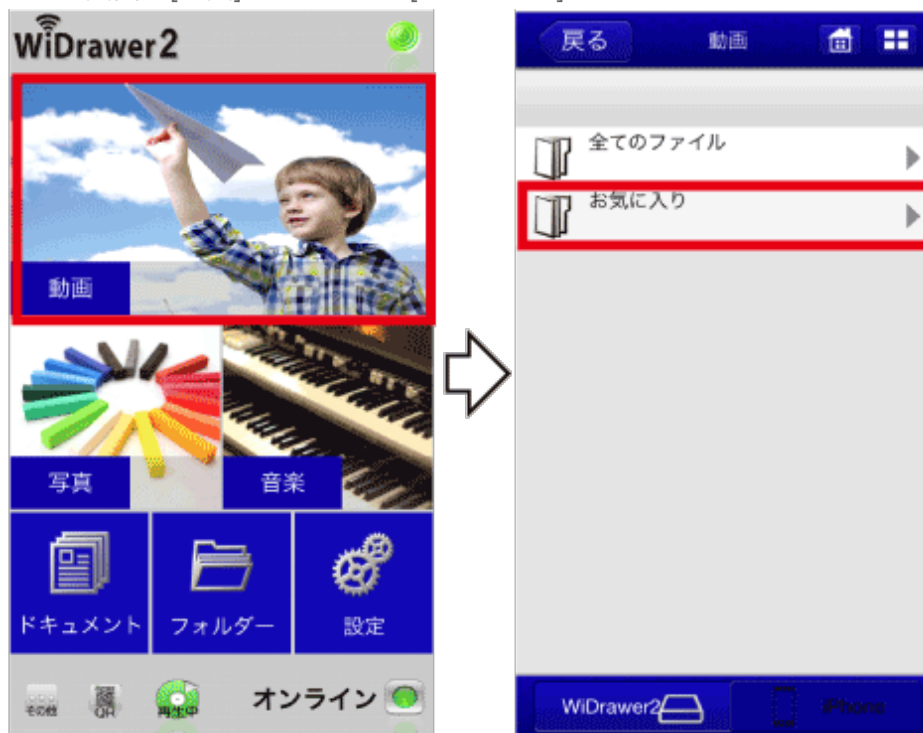 WiDrawer2
動画
写真
音楽
ドキュメント
フォルダー
設定
その他
QR
再生中
オンライン
戻る
動画
全てのファイル
お気に入り
WiDrawer2
iPhone